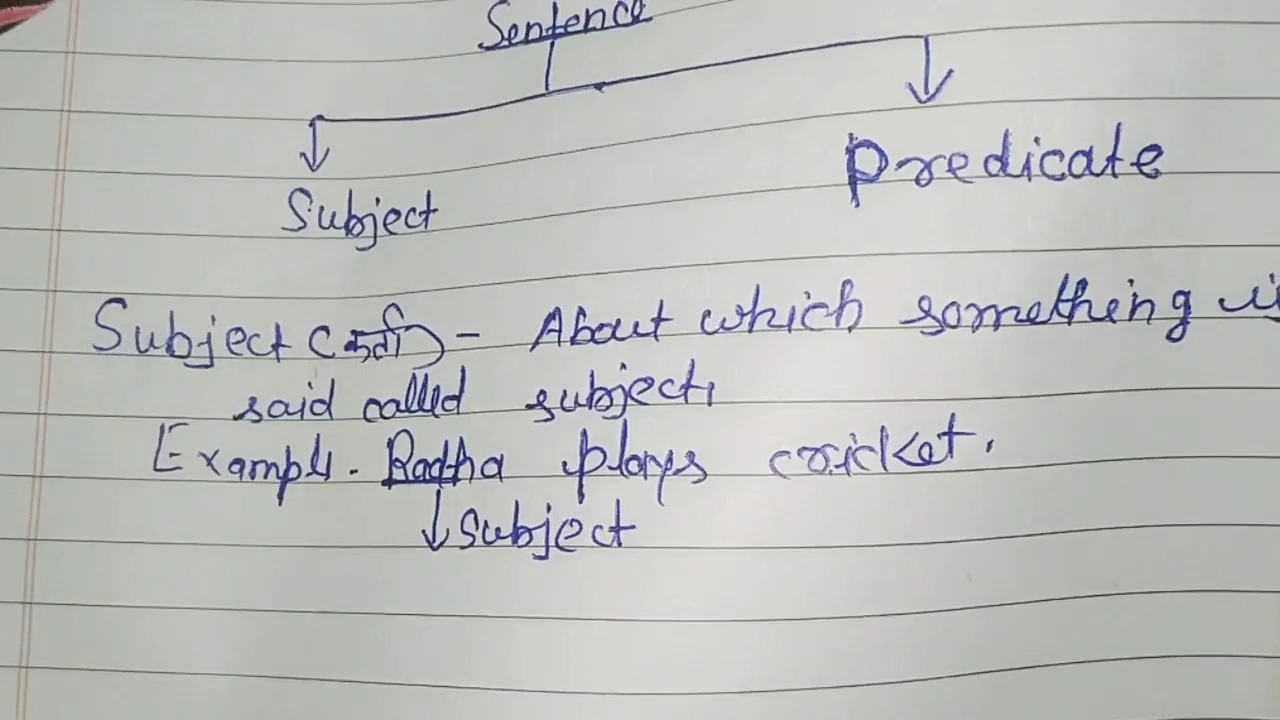 Sentence
Subject
Predicate
Subject (कर्ता) - About which something is
said called subject.
Example. Radha plays cricket.
↓ subject